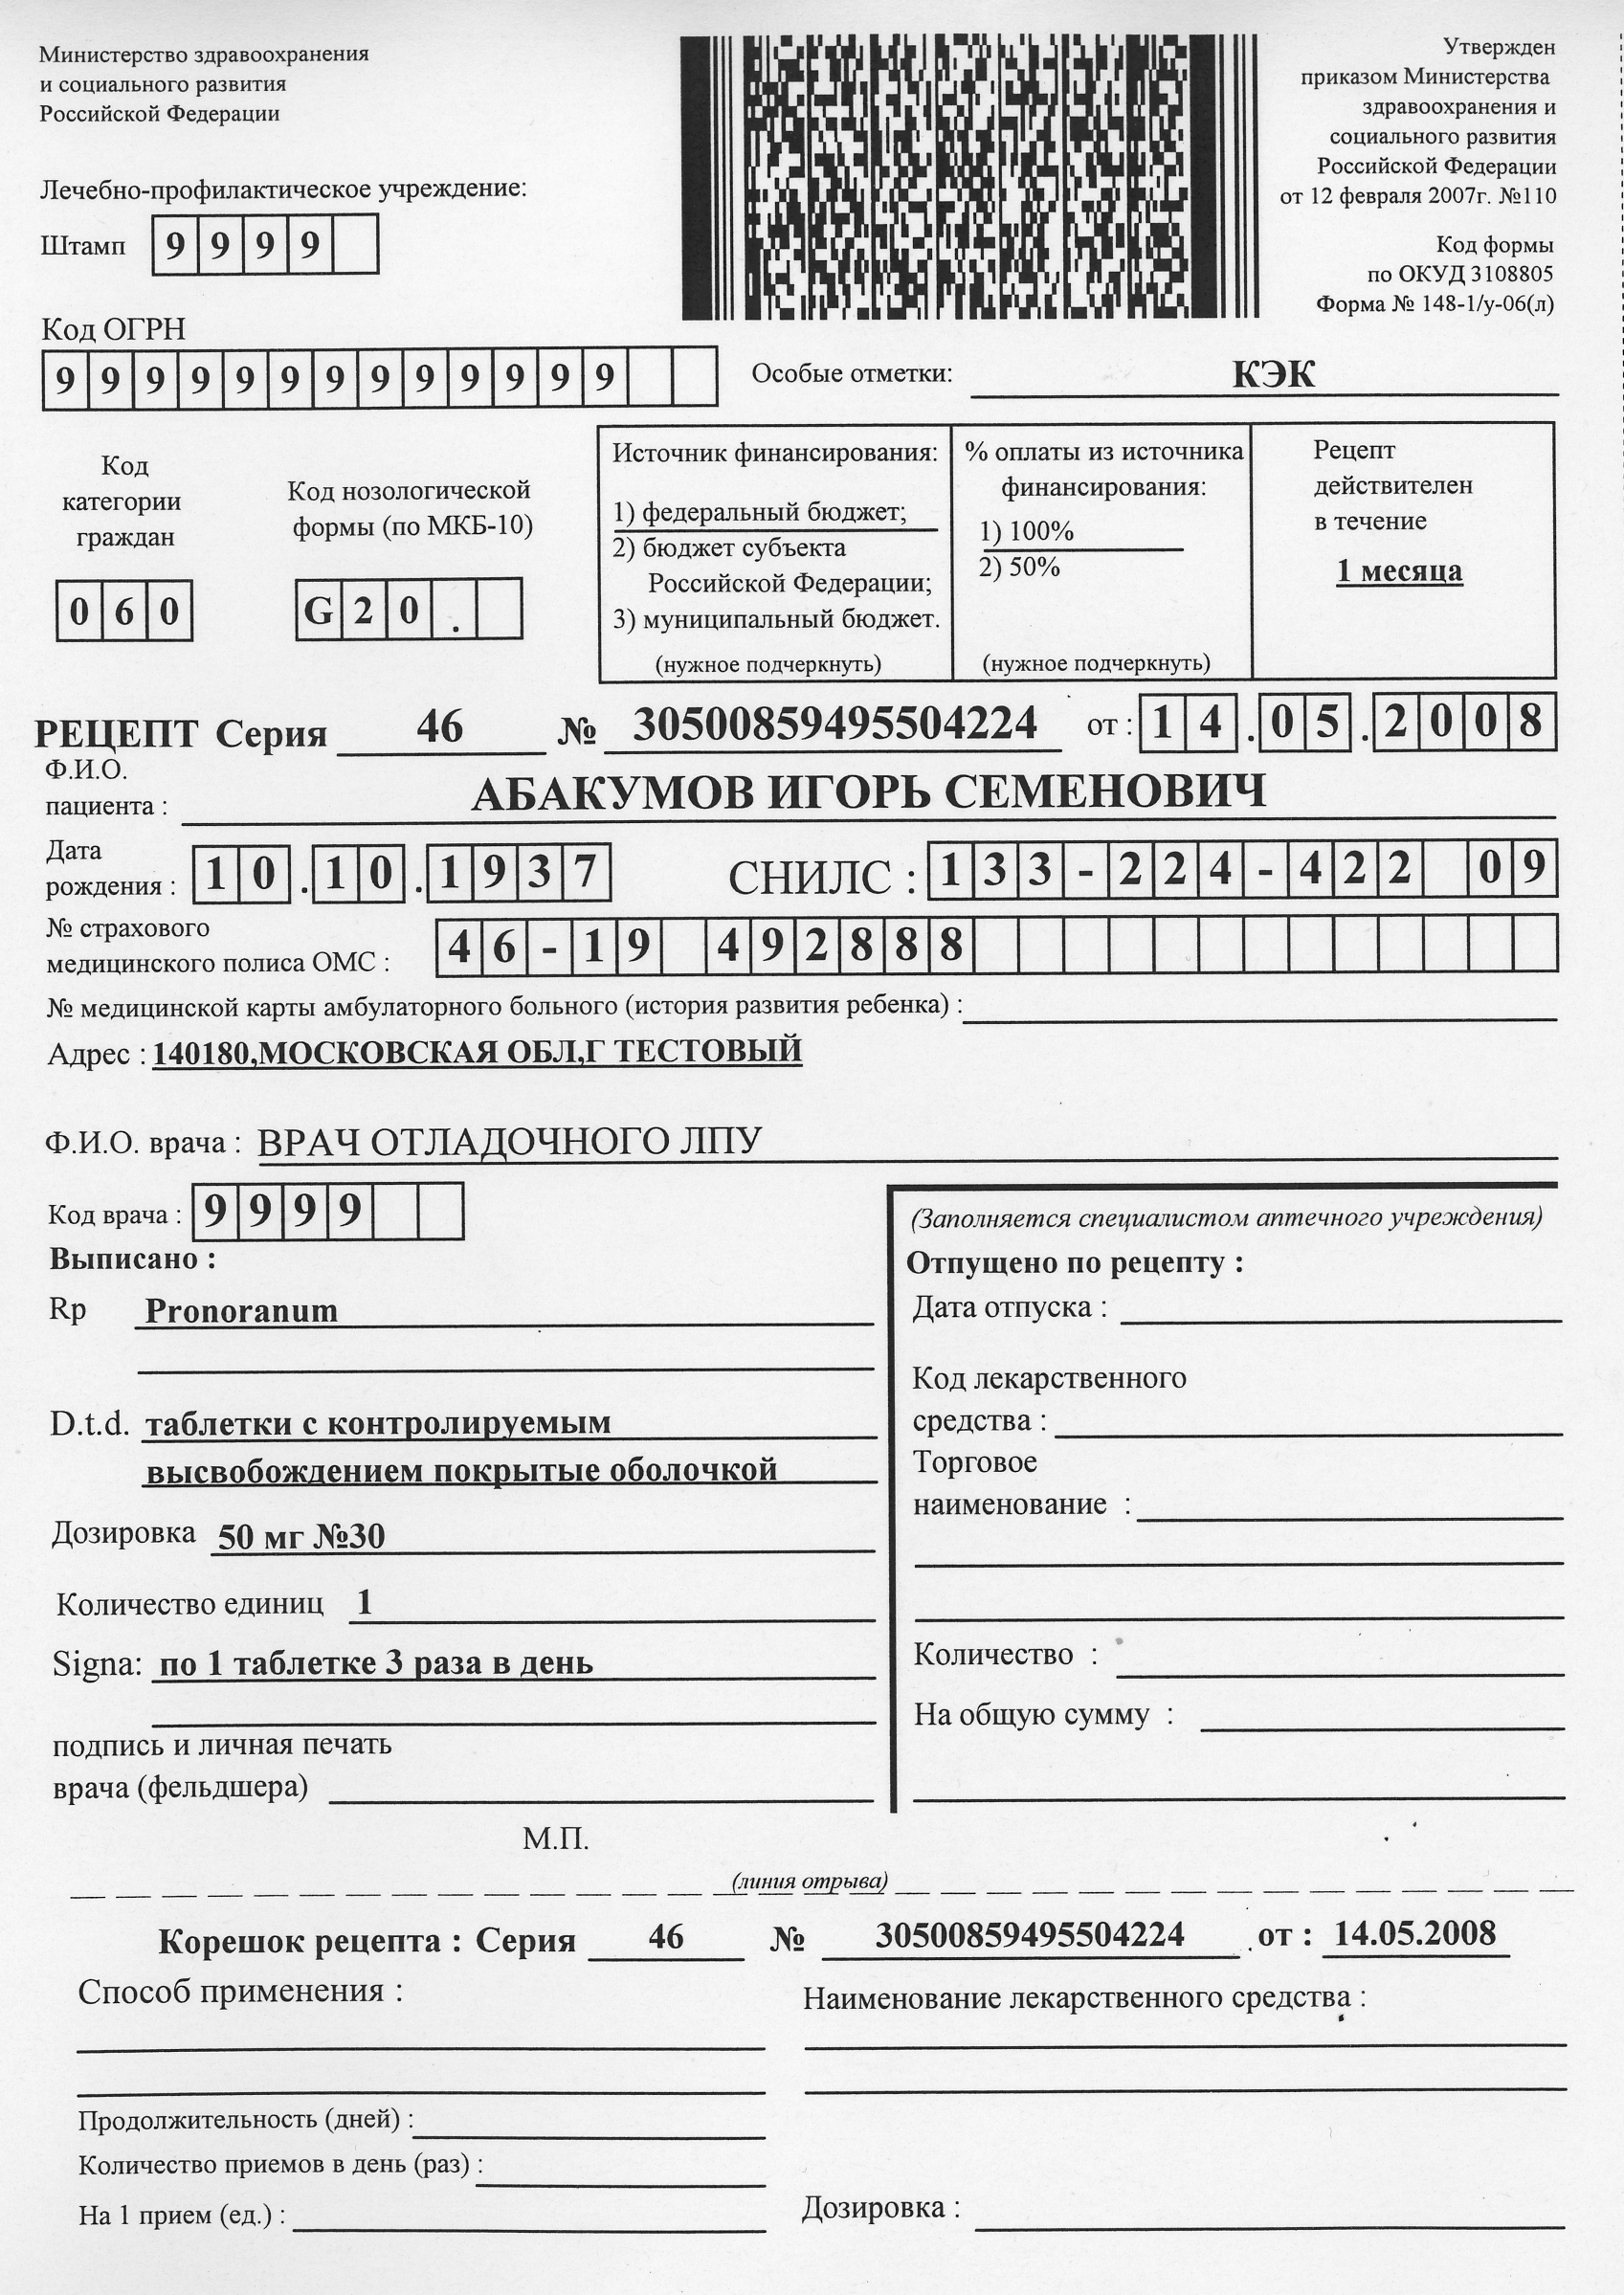 Министерство здравоохранения
и социального развития
Российской Федерации
Утвержден
приказом Министерства
здравоохранения и
социального развития
Российской Федерации
от 12 февраля 2007г. №110
Код формы
по ОКУД 3108805
Форма № 148-1/у-06(л)
Лечебно-профилактическое учреждение:
Штамп 9999
Код ОГРН
9999999999999
Особые отметки: КЭК
Код
категории
граждан
060
Код нозологической
формы (по МКБ-10)
G20.
Источник финансирования:
1) федеральный бюджет;
2) бюджет субъекта
Российской Федерации;
3) муниципальный бюджет.
(нужное подчеркнуть)
% оплаты из источника
финансирования:
1) 100%
2) 50%
(нужное подчеркнуть)
Рецепт
действителен
в течение
1 месяца
РЕЦЕПТ Серия 46 № 30500859495504224 от : 14.05.2008
Ф.И.О.
пациента : АБАКУМОВ ИГОРЬ СЕМЕНОВИЧ
Дата
рождения : 10.10.1937 СНИЛС : 133-224-422 09
№ страхового
медицинского полиса ОМС : 46-19 492888
№ медицинской карты амбулаторного больного (история развития ребенка) :
Адрес : 140180,МОСКОВСКАЯ ОБЛ,Г ТЕСТОВЫЙ
Ф.И.О. врача : ВРАЧ ОТЛАДОЧНОГО ЛПУ
Код врача : 9999
Выписано :
Rp Pronoranum
D.t.d. таблетки с контролируемым
высвобождением покрытые оболочкой
Дозировка 50 мг №30
Количество единиц 1
Signa: по 1 таблетке 3 раза в день
подпись и личная печать
врача (фельдшера)
М.П.
(Заполняется специалистом аптечного учреждения)
Отпущено по рецепту :
Дата отпуска :
Код лекарственного
средства :
Торговое
наименование :
Количество :
На общую сумму :
(линия отрыва)
Корешок рецепта : Серия 46 № 30500859495504224 от : 14.05.2008
Способ применения :
Наименование лекарственного средства :
Продолжительность (дней) :
Количество приемов в день (раз) :
На 1 прием (ед.) :
Дозировка :